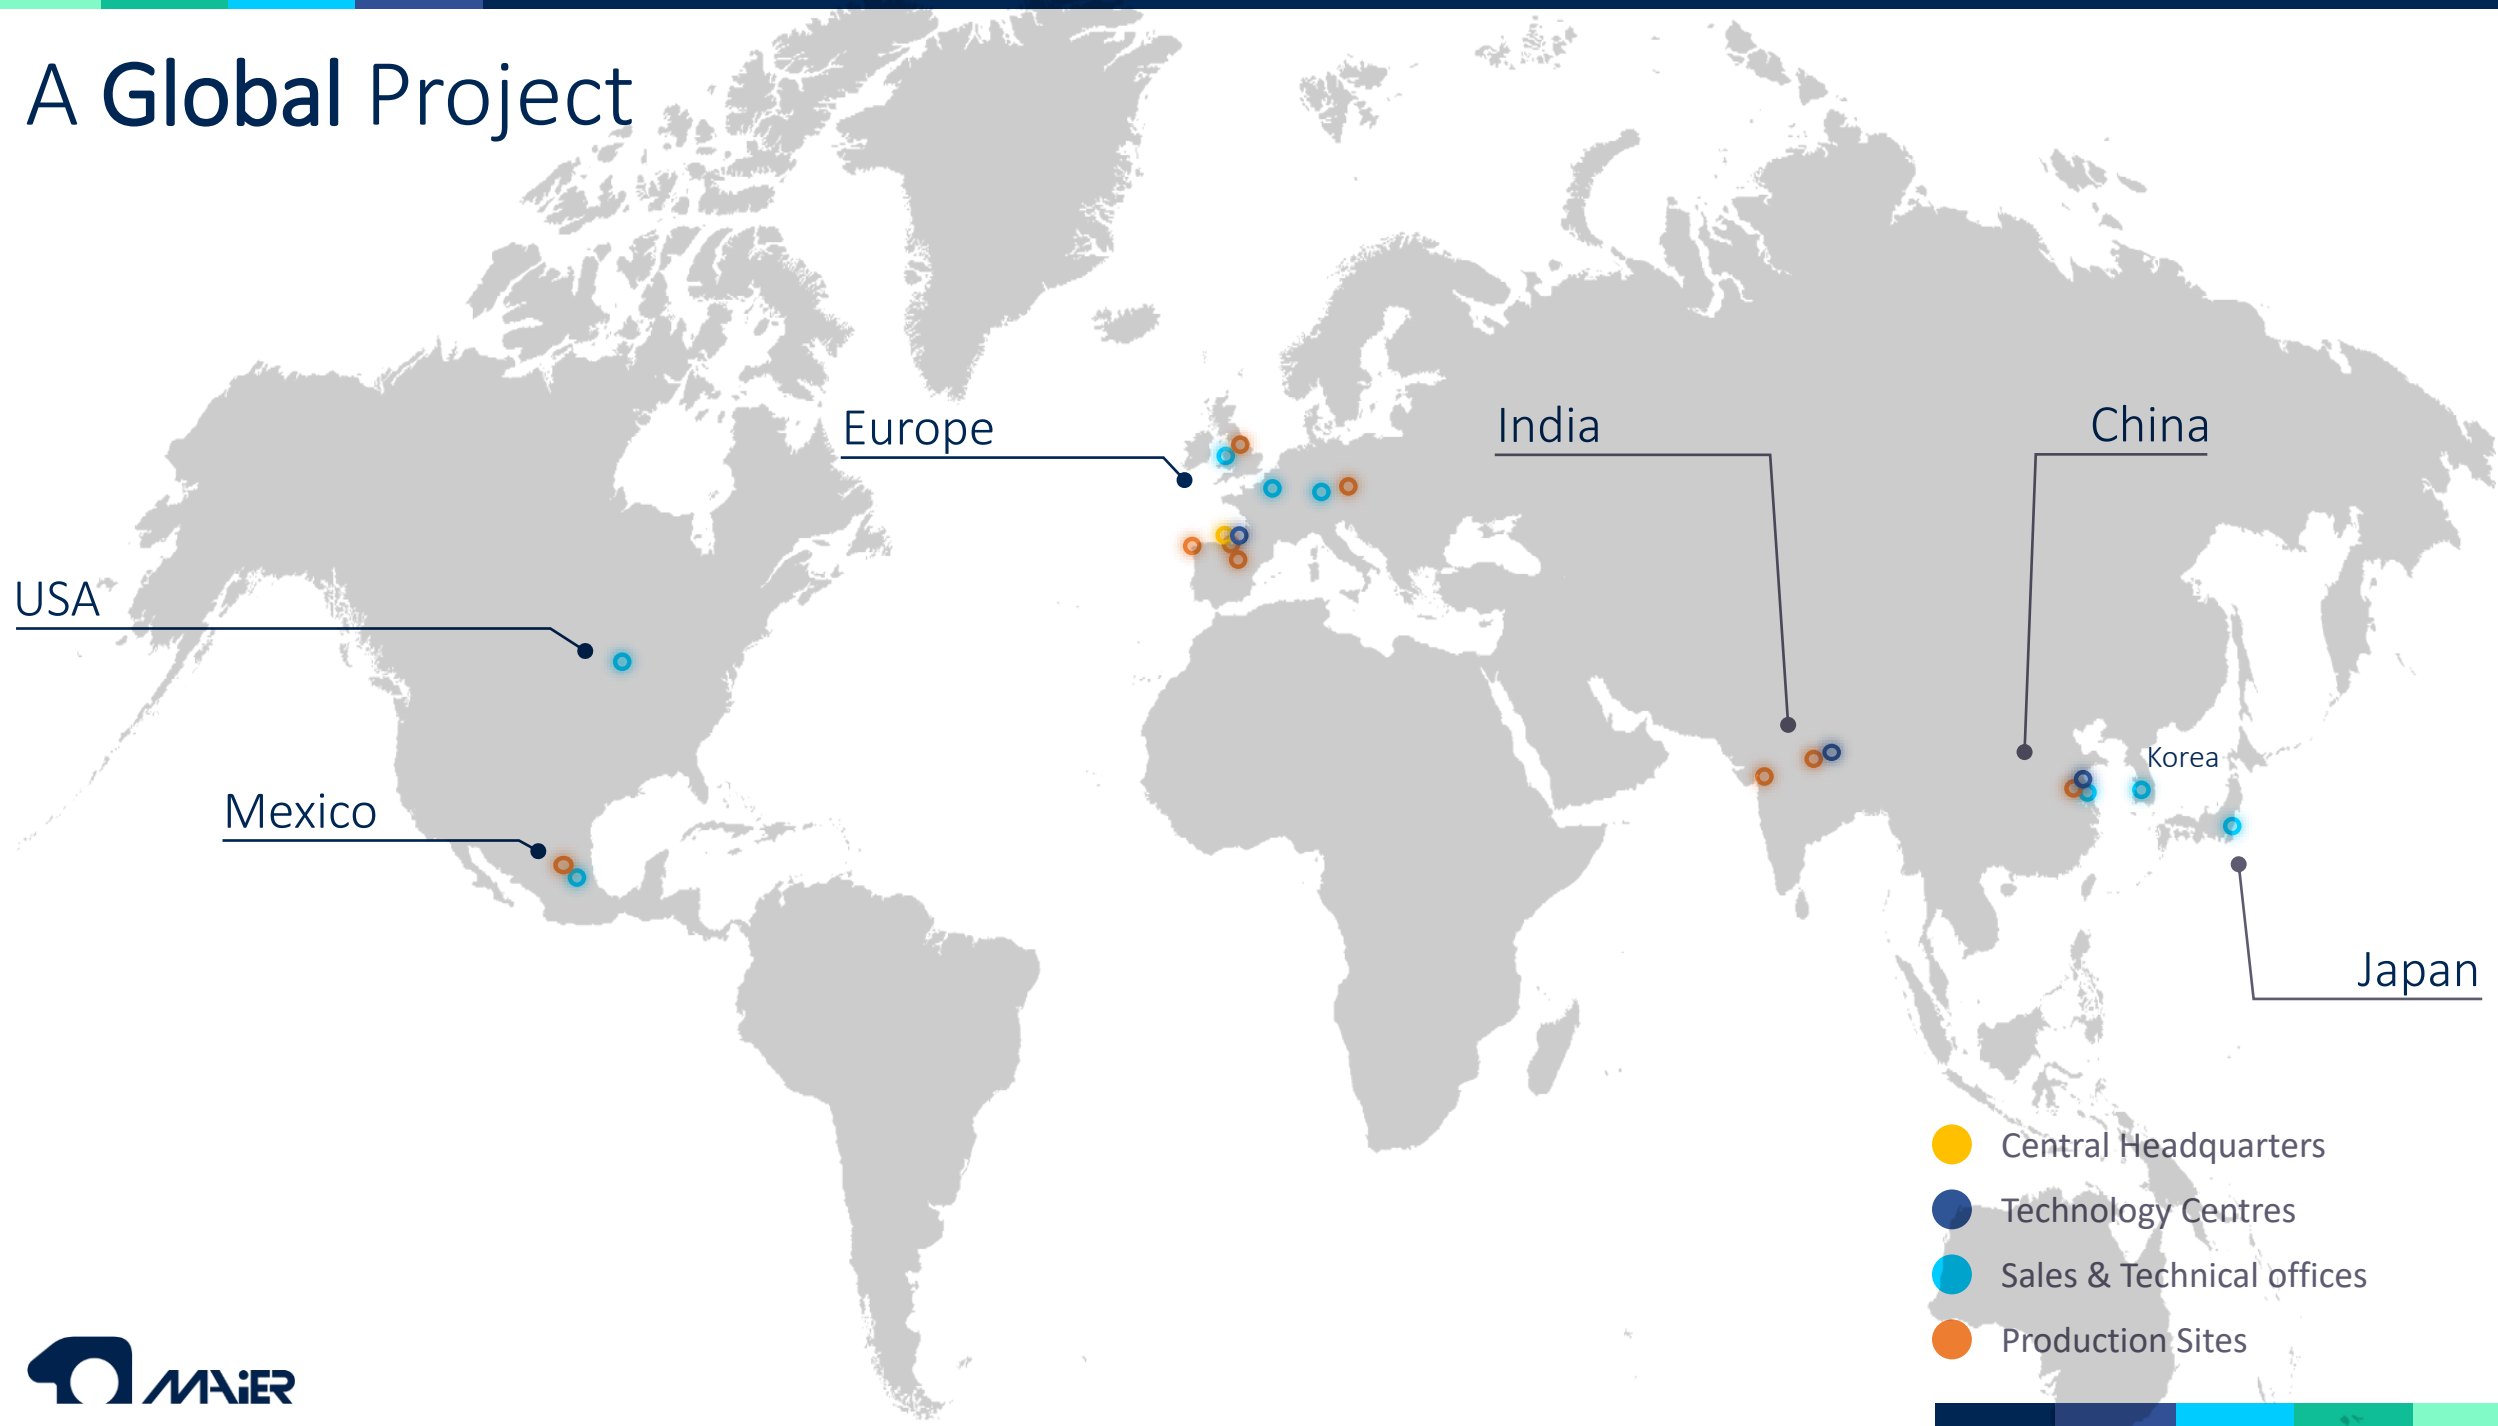 A Global Project
Europe
India
China
USA
Korea
Mexico
Japan
Central Headquarters
Technology Centres
Sales & Technical offices
Production Sites
MAiER